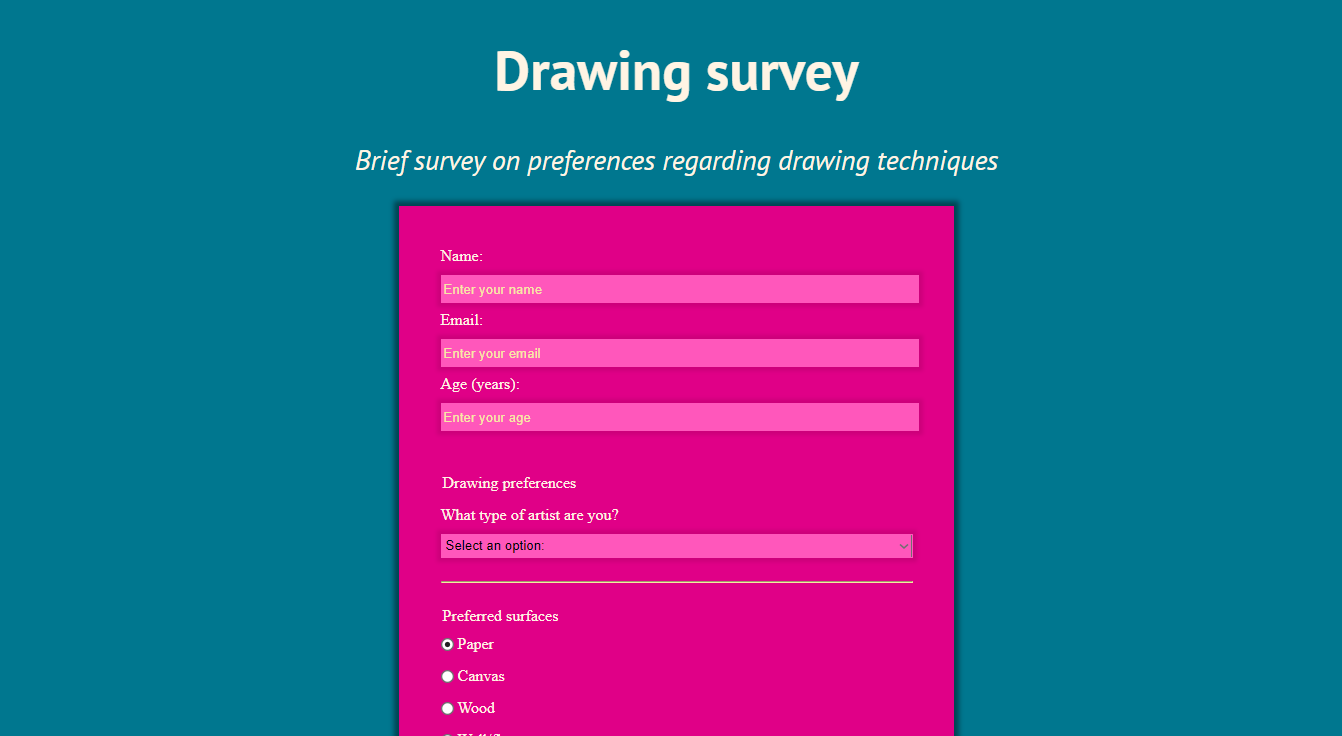 Drawing survey
Brief survey on preferences regarding drawing techniques
Name:
Enter your name
Email:
Enter your email
Age (years):
Enter your age
Drawing preferences
What type of artist are you?
Select an option:
Preferred surfaces
Paper
Canvas
Wood